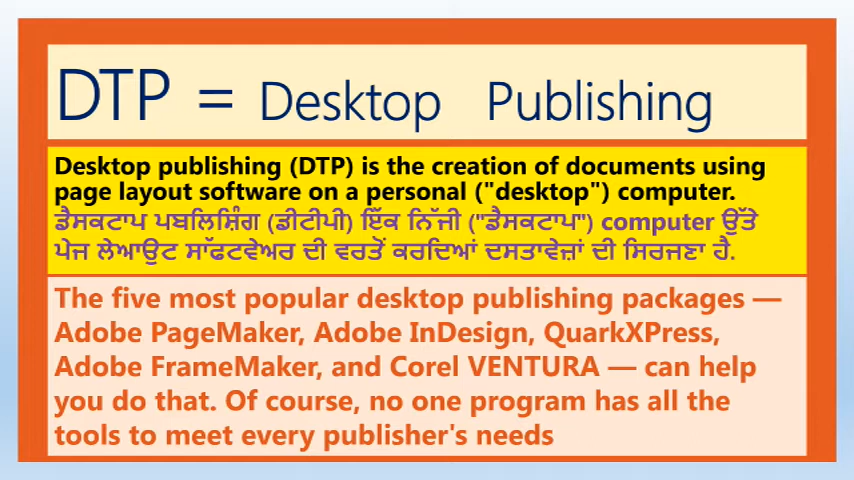 DTP = Desktop Publishing
Desktop publishing (DTP) is the creation of documents using
page layout software on a personal ("desktop") computer.
ਡੈਸਕਟਾਪ ਪਬਲਿਸ਼ਿੰਗ (ਡੀਟੀਪੀ) ਇੱਕ ਨਿੱਜੀ ("ਡੈਸਕਟਾਪ") computer ਉੱਤੇ
ਪੇਜ ਲੇਆਉਟ ਸਾੱਫਟਵੇਅਰ ਦੀ ਵਰਤੋਂ ਕਰਦਿਆਂ ਦਸਤਾਵੇਜ਼ਾਂ ਦੀ ਸਿਰਜਣਾ ਹੈ.
The five most popular desktop publishing packages —
Adobe PageMaker, Adobe InDesign, QuarkXPress,
Adobe FrameMaker, and Corel VENTURA — can help
you do that. Of course, no one program has all the
tools to meet every publisher's needs